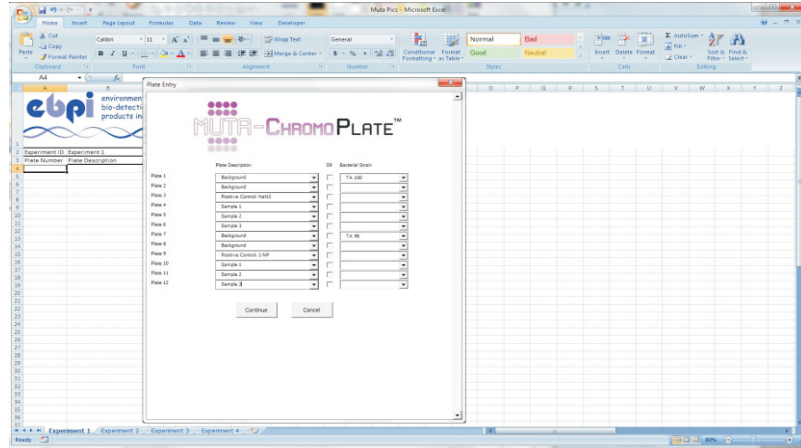 Muta Pics - Microsoft Excel
Home Insert Page Layout Formulas Data Review View Developer
Cut
Copy
Format Painter
Paste
Clipboard
Calibri 11
B I U
Font
Wrap Text
Merge & Center
Alignment
General
$ % ,
Number
Conditional Formatting
Format as Table
Normal Bad
Good Neutral
Styles
Insert Delete Format
Cells
AutoSum
Fill
Clear
Sort & Filter
Find & Select
Editing
A4 fx
A B O P Q R S T U V W X Y Z
ebpi
environmen
bio-detecti
products in
Experiment ID Experiment 1
Plate Number Plate Description
Plate Entry
MUTA-CHROMOPLATE™
Plate Description S9 Bacterial Strain
Plate 1 Background TA 100
Plate 2 Background
Plate 3 Positive Control: NaN3
Plate 4 Sample 1
Plate 5 Sample 2
Plate 6 Sample 3
Plate 7 Background TA 98
Plate 8 Background
Plate 9 Positive Control: 2-NF
Plate 10 Sample 1
Plate 11 Sample 2
Plate 12 Sample 3
Continue Cancel
Experiment 1 Experiment 2 Experiment 3 Experiment 4
Ready
80%